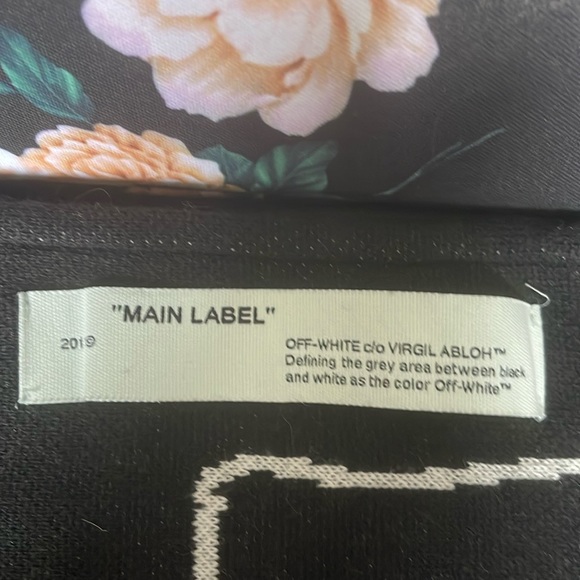 "MAIN LABEL"
2019
OFF-WHITE c/o VIRGIL ABLOH™
Defining the grey area between black
and white as the color Off-White™